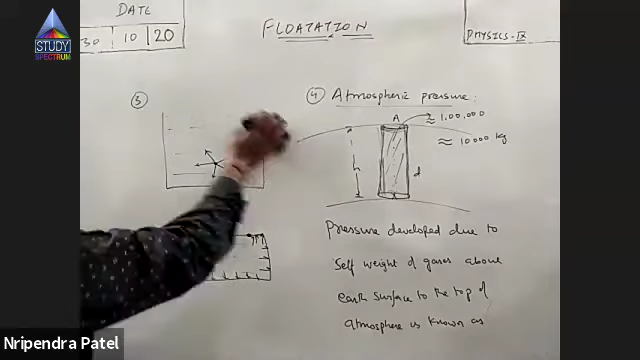 STUDY
SPECTRUM
DATE
30 10 20
FLOATATION
PHYSICS-IX
③
④ Atmospheric pressure:
A
≈ 1,00,000
≈ 10000 kg
h
d
Pressure developed due to
self weight of gases above
earth surface to the top of
atmosphere is known as
Nripendra Patel